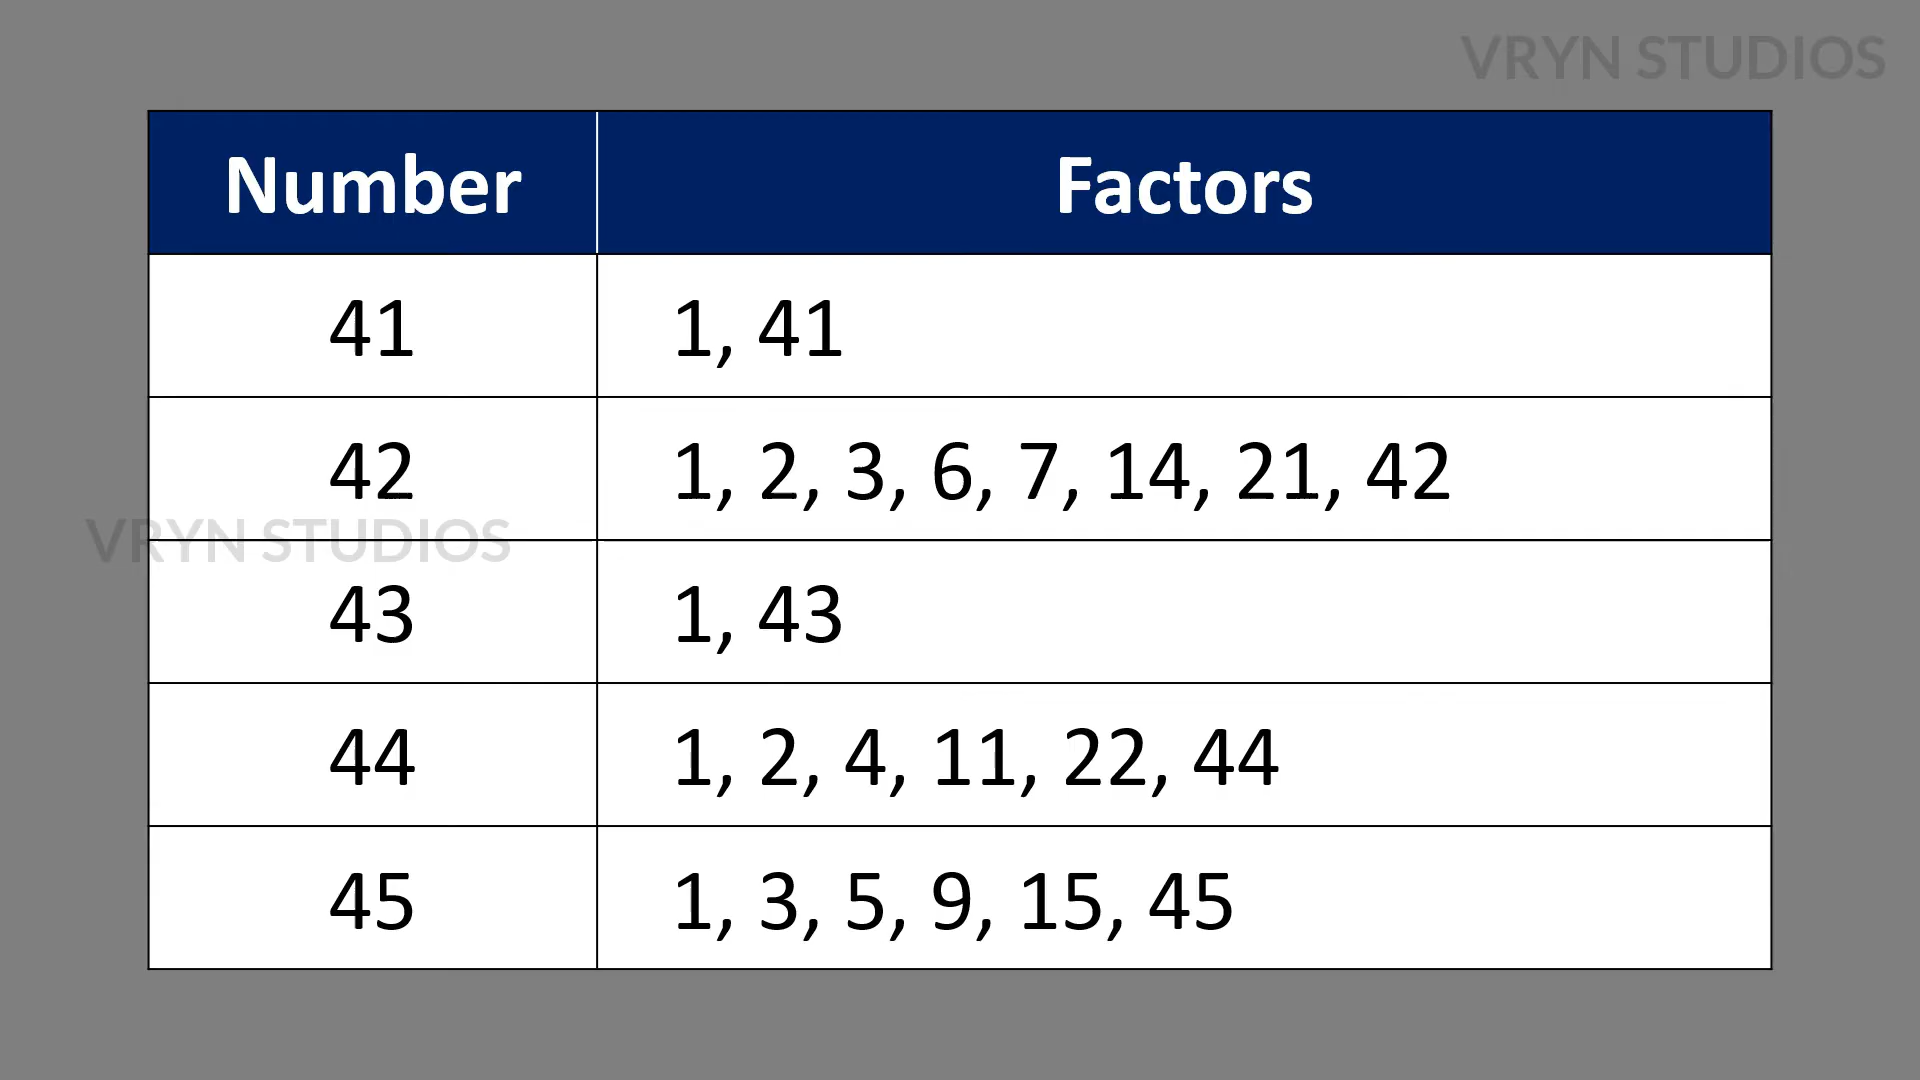 VRYN STUDIOS
Number Factors
41 1, 41
42 1, 2, 3, 6, 7, 14, 21, 42
VRYN STUDIOS
43 1, 43
44 1, 2, 4, 11, 22, 44
45 1, 3, 5, 9, 15, 45